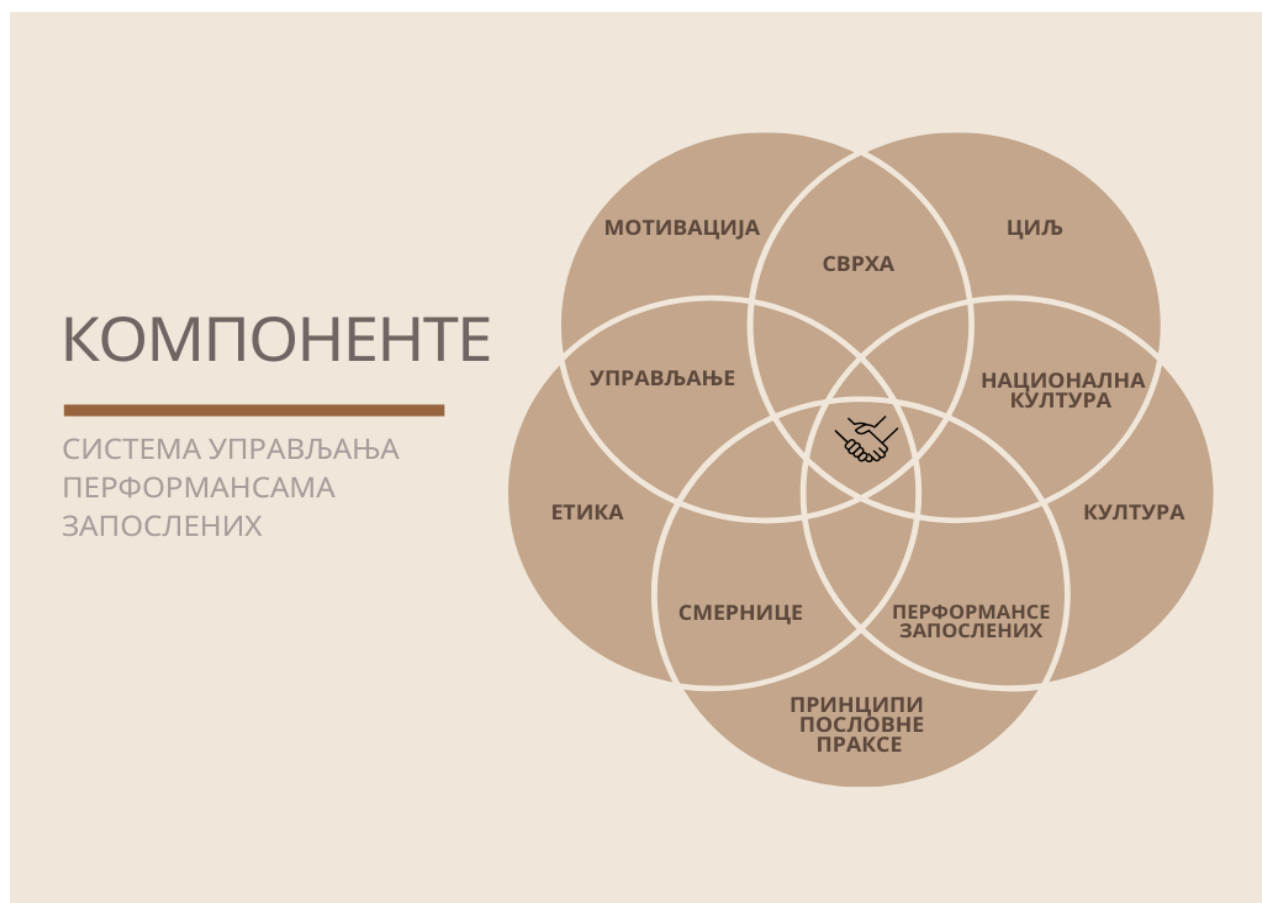 КОМПОНЕНТЕ
СИСТЕМА УПРАВЉАЊА
ПЕРФОРМАНСАМА
ЗАПОСЛЕНИХ
МОТИВАЦИЈА
СВРХА
ЦИЉ
УПРАВЉАЊЕ
НАЦИОНАЛНА
КУЛТУРА
ЕТИКА
КУЛТУРА
СМЕРНИЦЕ
ПЕРФОРМАНСЕ
ЗАПОСЛЕНИХ
ПРИНЦИПИ
ПОСЛОВНЕ
ПРАКСЕ